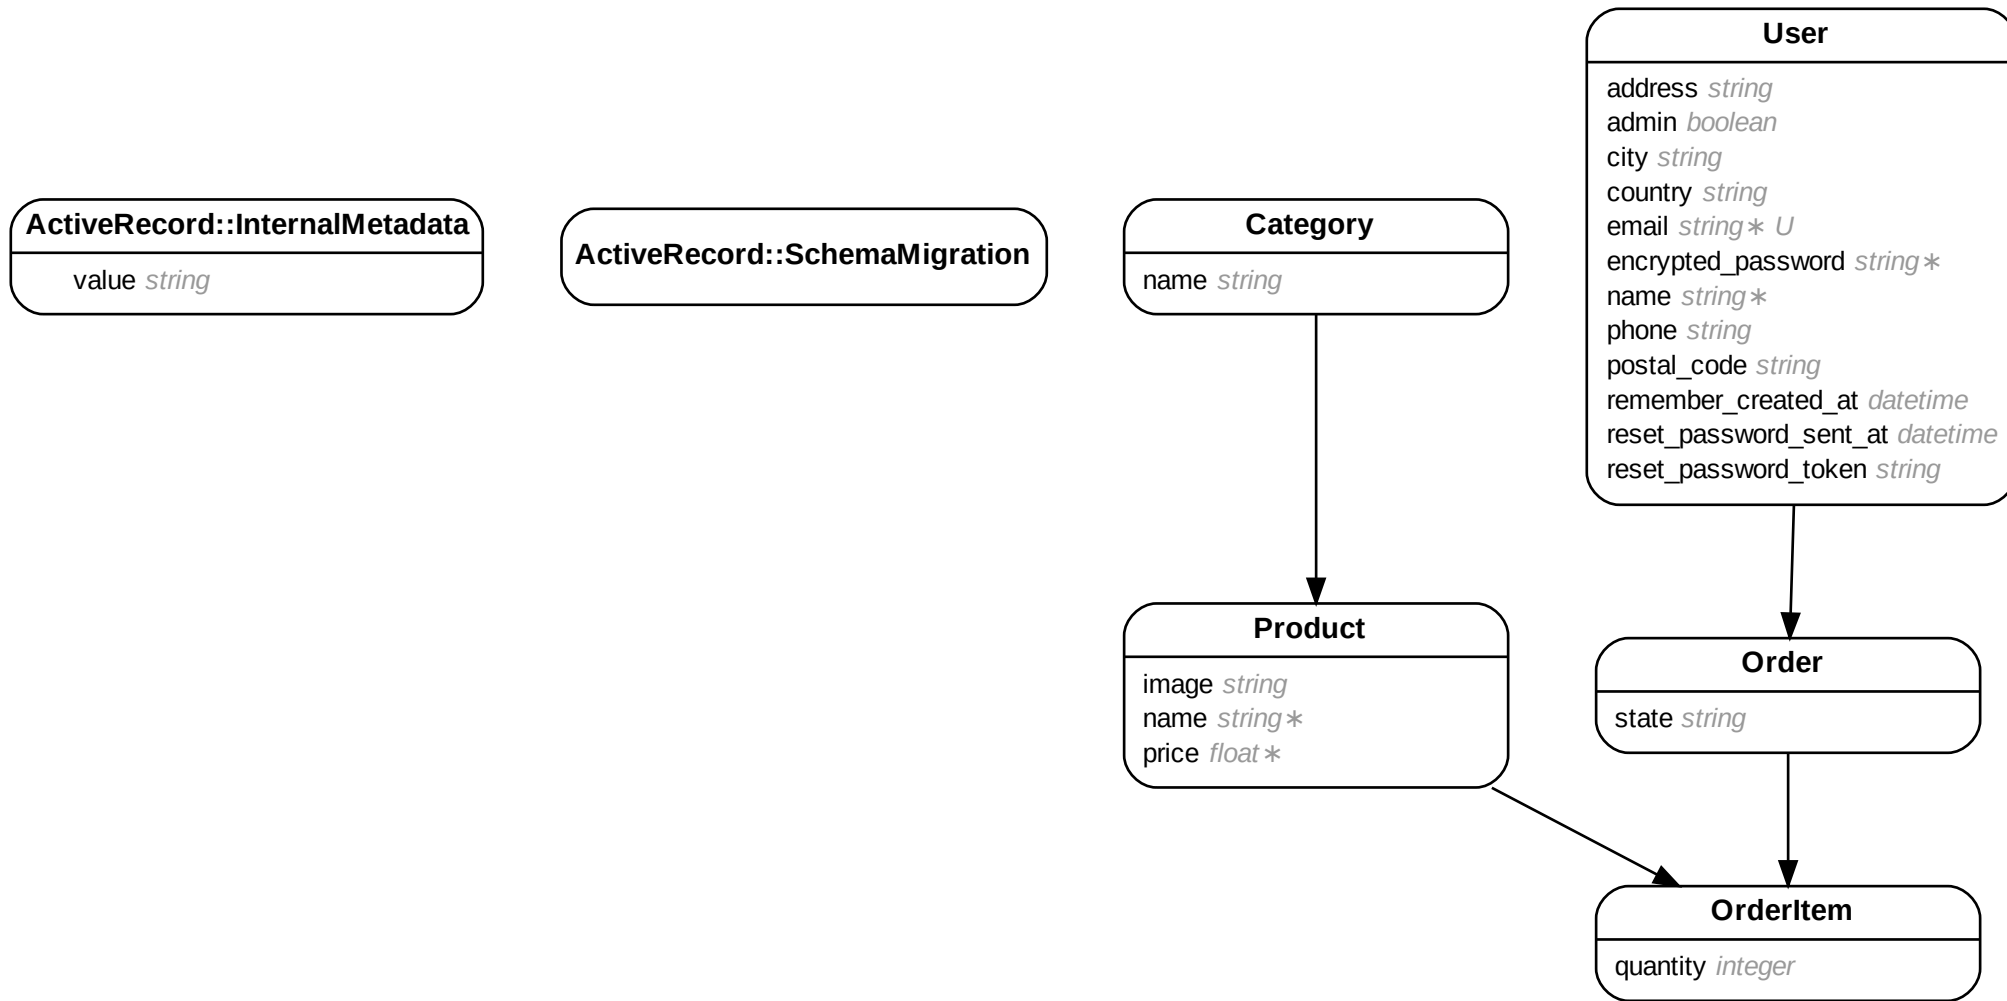 ActiveRecord::InternalMetadata
value string
ActiveRecord::SchemaMigration
Category
name string
User
address string
admin boolean
city string
country string
email string∗ U
encrypted_password string∗
name string∗
phone string
postal_code string
remember_created_at datetime
reset_password_sent_at datetime
reset_password_token string
Product
image string
name string∗
price float∗
Order
state string
OrderItem
quantity integer